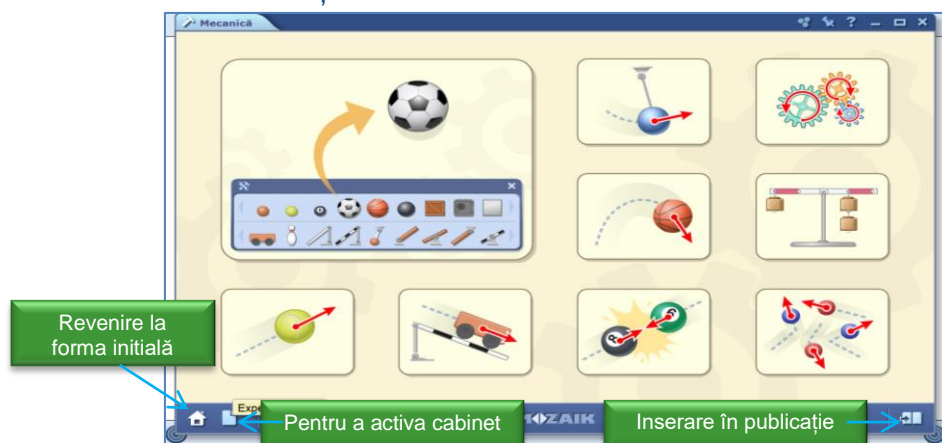 Mecanică
Revenire la
forma initială
Pentru a activa cabinet
Inserare în publicație